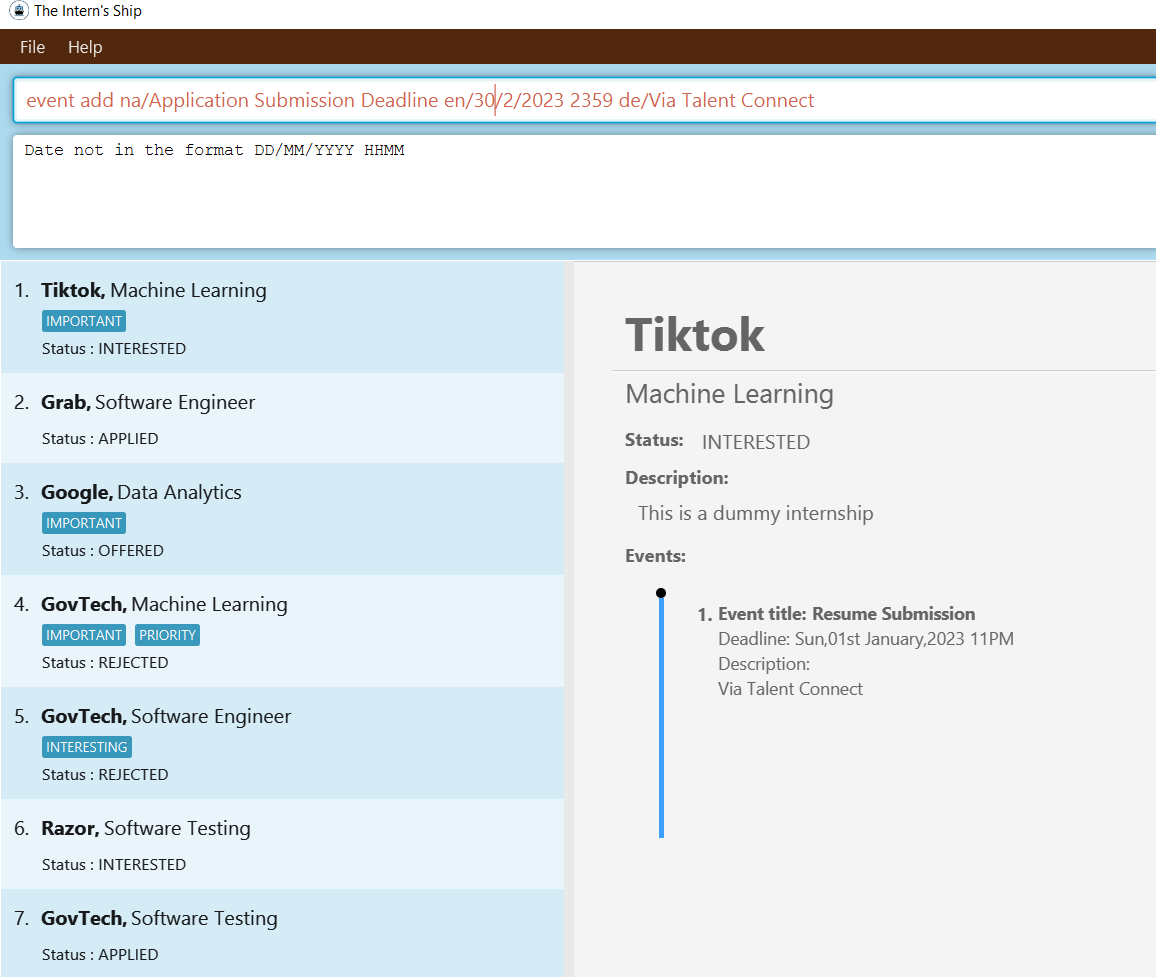 The Intern's Ship
File Help
event add na/Application Submission Deadline en/30/2/2023 2359 de/Via Talent Connect
Date not in the format DD/MM/YYYY HHMM
1. Tiktok, Machine Learning
IMPORTANT
Status : INTERESTED
2. Grab, Software Engineer
Status : APPLIED
3. Google, Data Analytics
IMPORTANT
Status : OFFERED
4. GovTech, Machine Learning
IMPORTANT PRIORITY
Status : REJECTED
5. GovTech, Software Engineer
INTERESTING
Status : REJECTED
6. Razor, Software Testing
Status : INTERESTED
7. GovTech, Software Testing
Status : APPLIED
Tiktok
Machine Learning
Status: INTERESTED
Description:
This is a dummy internship
Events:
1. Event title: Resume Submission
Deadline: Sun,01st January,2023 11PM
Description:
Via Talent Connect